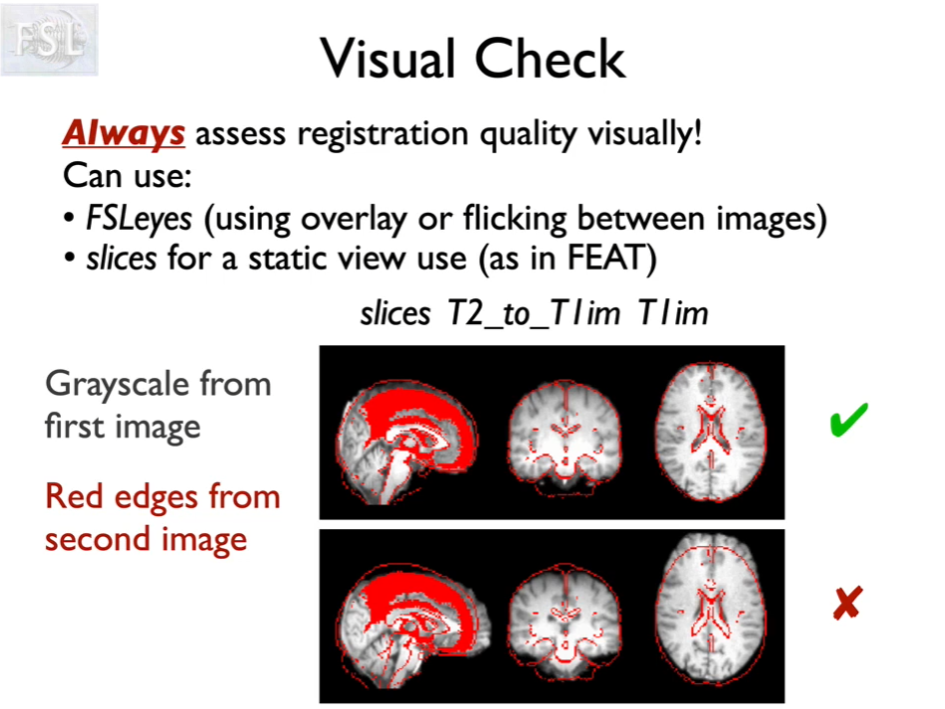 FSL
Visual Check
Always assess registration quality visually!
Can use:
• FSLeyes (using overlay or flicking between images)
• slices for a static view use (as in FEAT)
slices T2_to_T1im T1im
Grayscale from
first image
Red edges from
second image